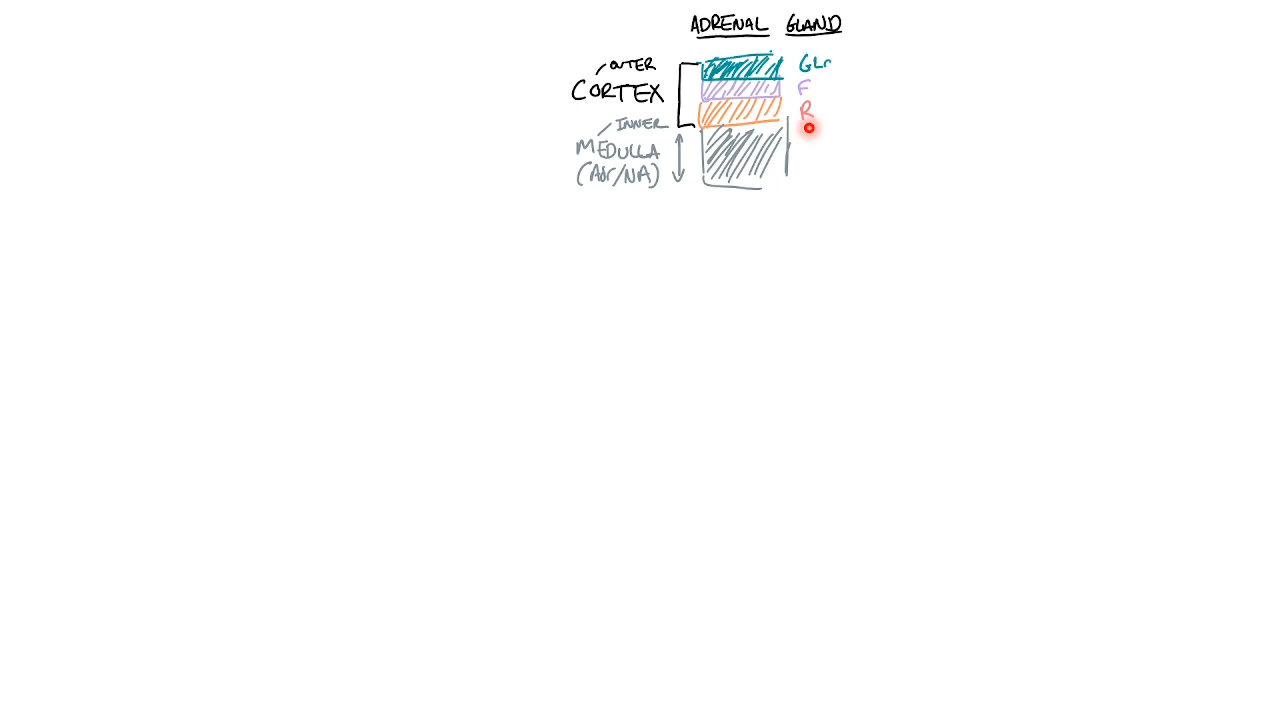 ADRENAL GLAND
OUTER
CORTEX
INNER
MEDULLA
(Adr/NA)
GLr
F
R